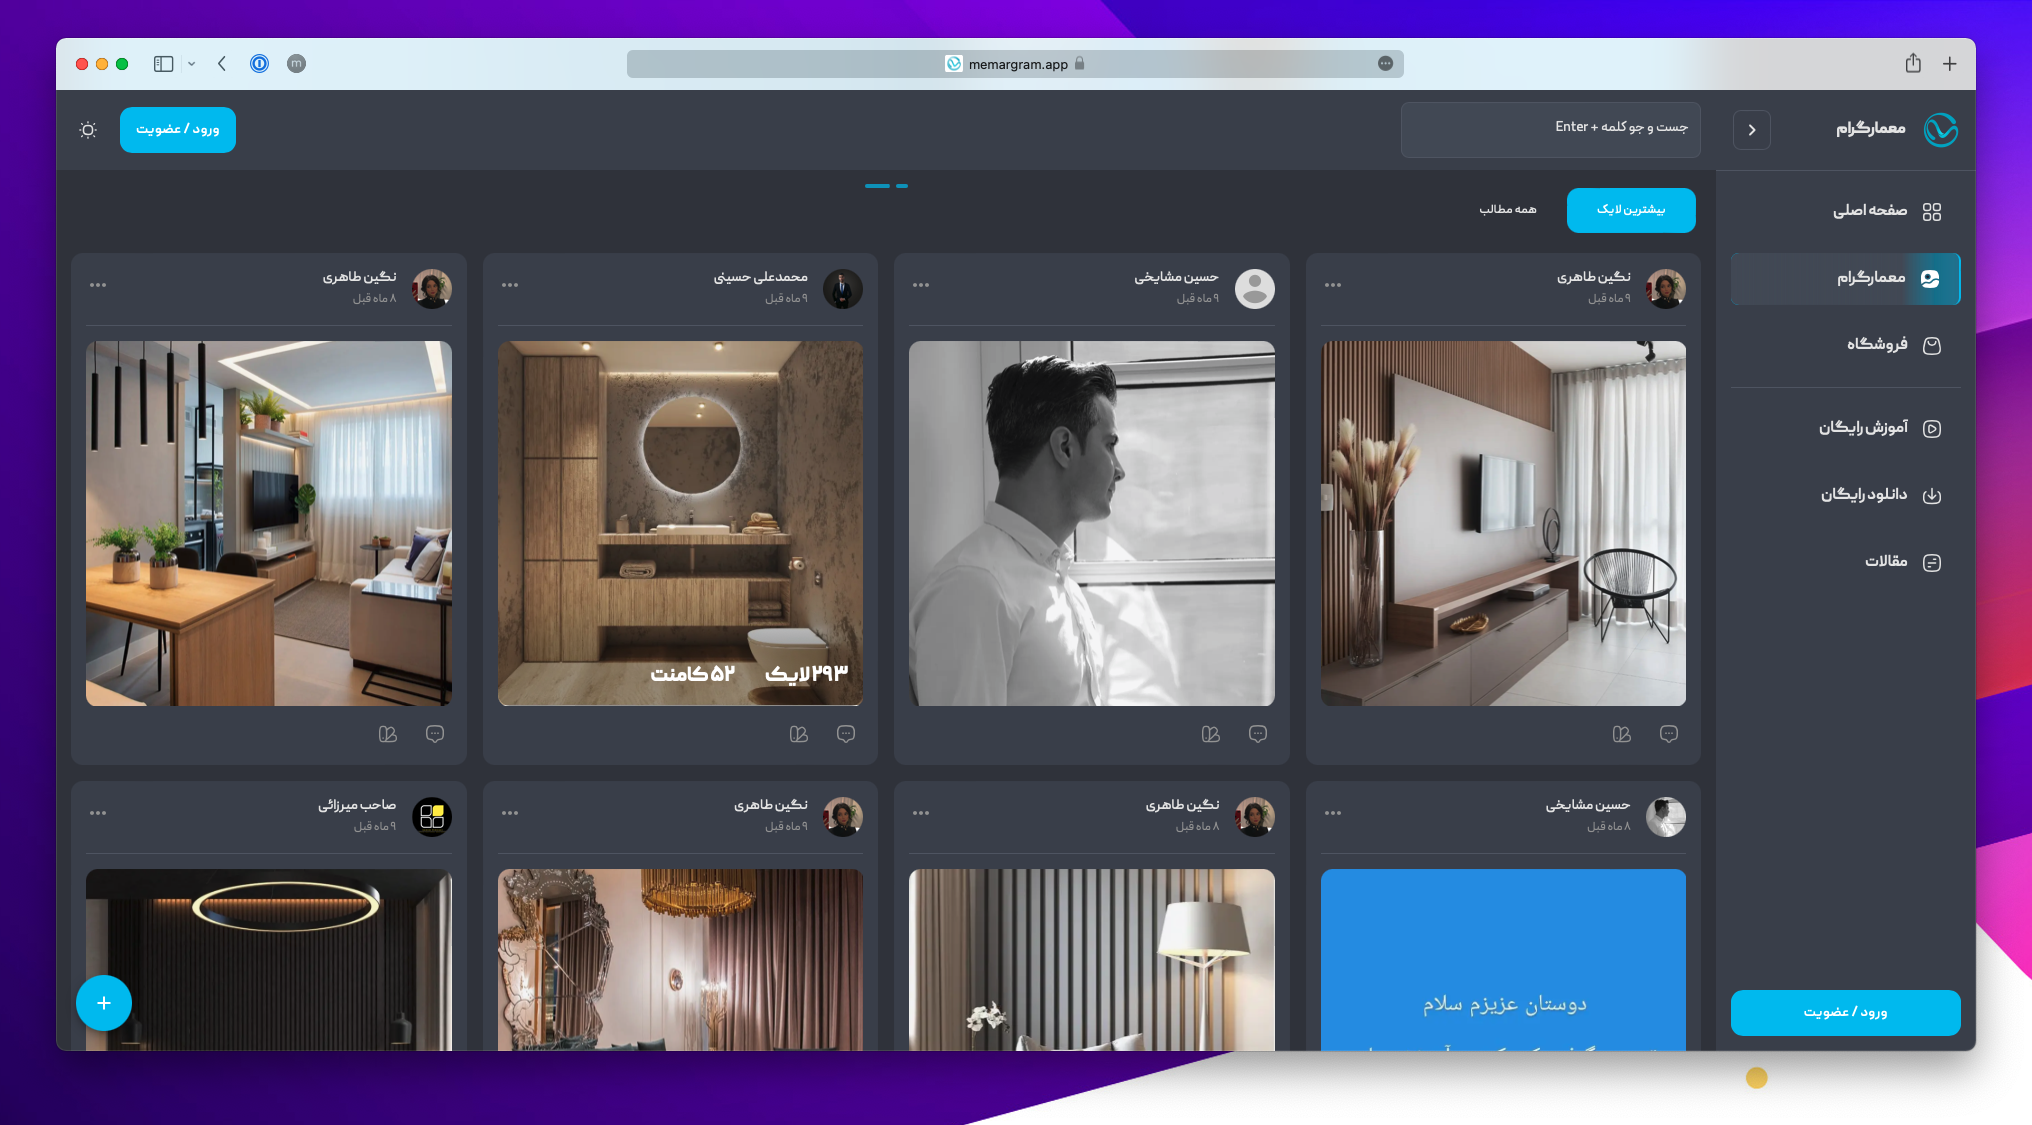 memargram.app
m
معمارگرام
جست و جو کلمه + Enter
ورود / عضویت
صفحه اصلی
معمارگرام
فروشگاه
آموزش رایگان
دانلود رایگان
مقالات
ورود / عضویت
بیشترین لایک
همه مطالب
نگین طاهری
۹ ماه قبل
حسین مشایخی
۹ ماه قبل
محمدعلی حسینی
۹ ماه قبل
۲۹۳ لایک
۵۲ کامنت
نگین طاهری
۸ ماه قبل
حسین مشایخی
۸ ماه قبل
دوستان عزیزم سلام
نگین طاهری
۸ ماه قبل
نگین طاهری
۹ ماه قبل
صاحب میرزائی
۹ ماه قبل